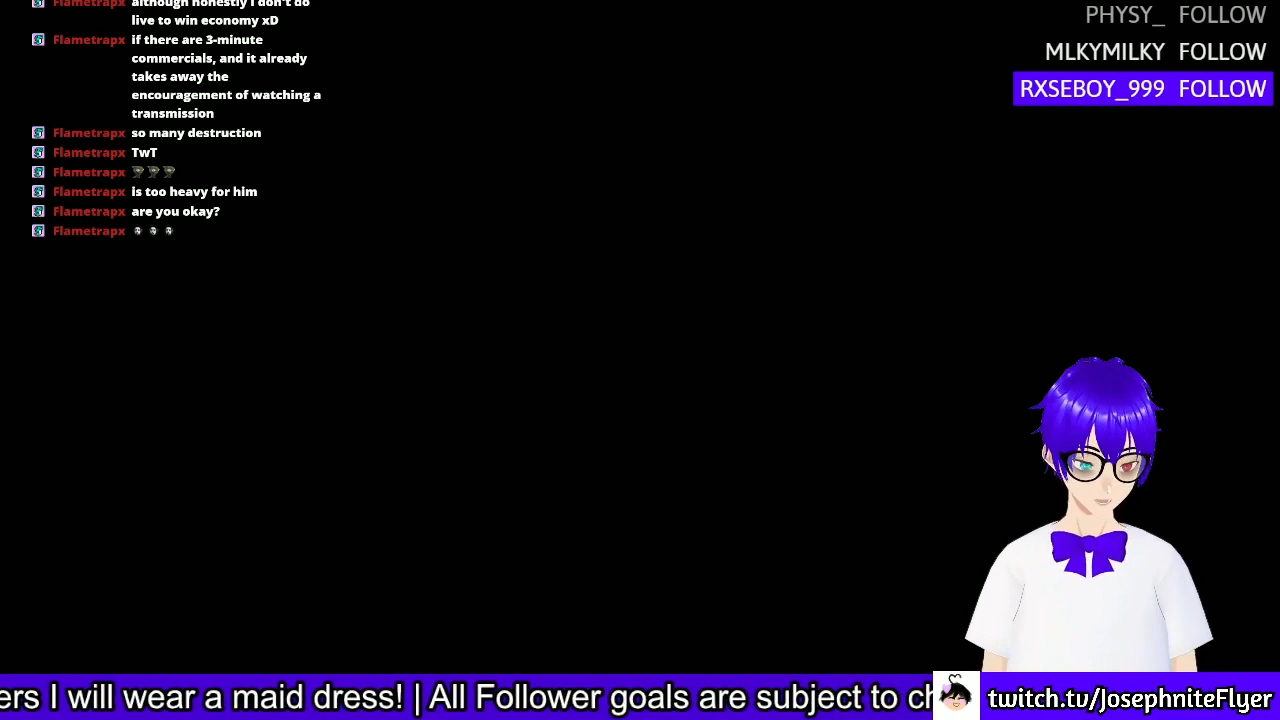 Flametrapx although honestly I don't do
live to win economy xD
Flametrapx if there are 3-minute
commercials, and it already
takes away the
encouragement of watching a
transmission
Flametrapx so many destruction
Flametrapx TwT
Flametrapx
Flametrapx is too heavy for him
Flametrapx are you okay?
Flametrapx
PHYSY_ FOLLOW
MLKYMILKY FOLLOW
RXSEBOY_999 FOLLOW
ers I will wear a maid dress! | All Follower goals are subject to ch
twitch.tv/JosephniteFlyer